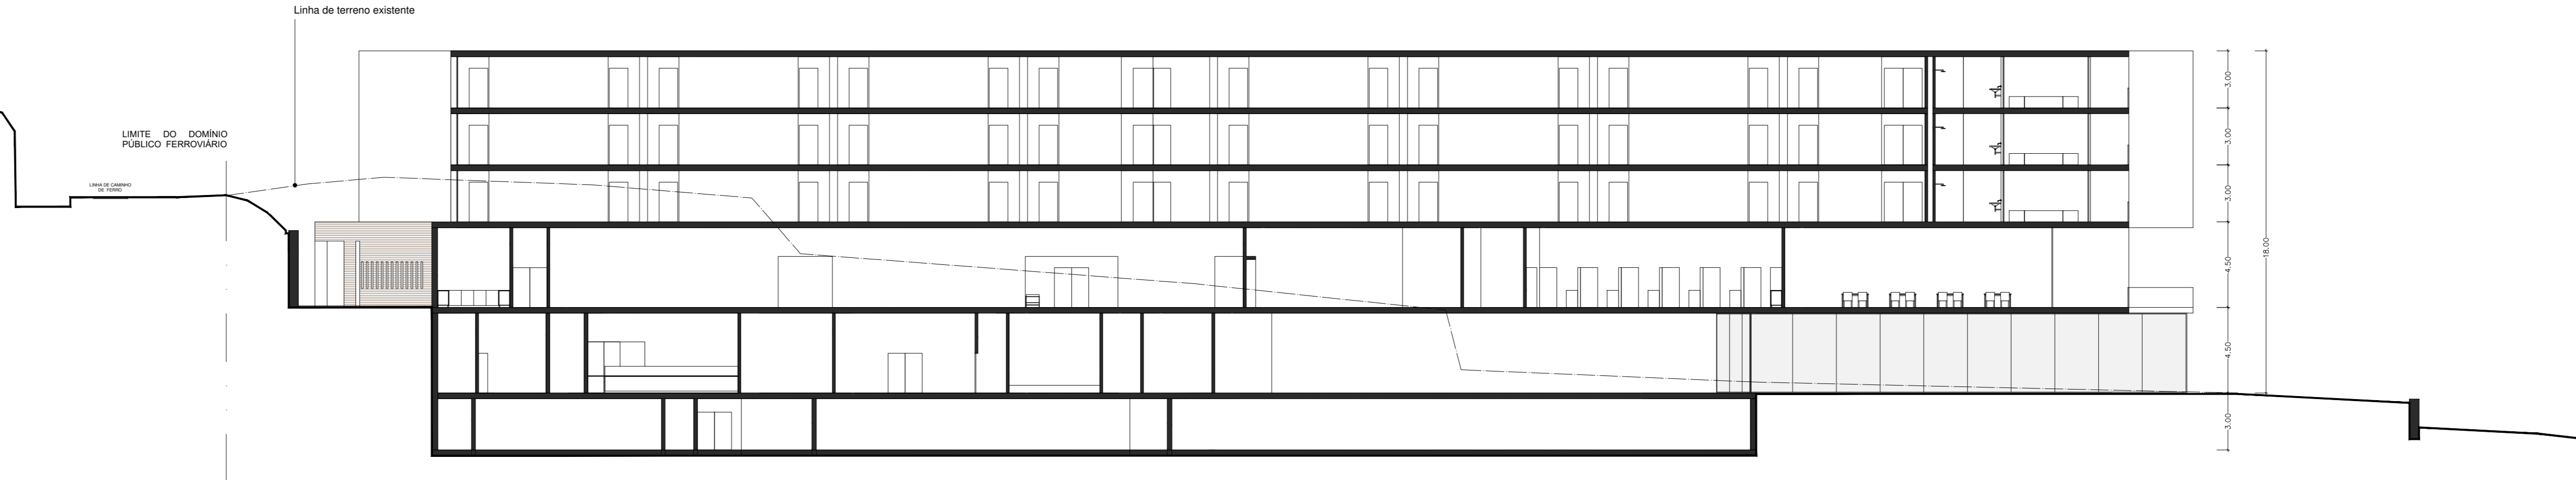 Linha de terreno existente
LIMITE DO DOMÍNIO
PÚBLICO FERROVIÁRIO
LINHA DE CAMINHO
DE FERRO
3.00
3.00
3.00
4.50
18.00
4.50
3.00